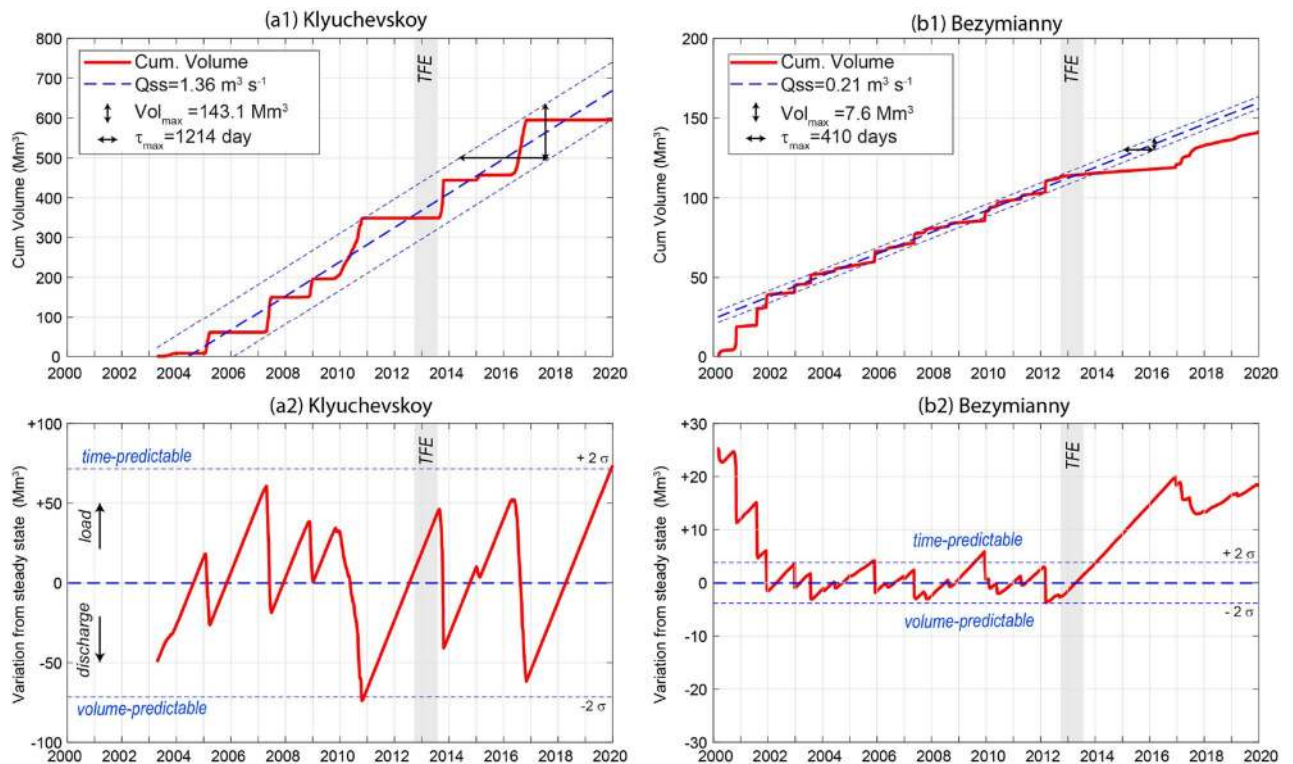 (a1) Klyuchevskoy
800
700
600
500
400
300
200
100
0
Cum Volume (Mm³)
Cum. Volume
Qss=1.36 m³ s⁻¹
Vol_max =143.1 Mm³
τ_max=1214 day
TFE
2000 2002 2004 2006 2008 2010 2012 2014 2016 2018 2020
(b1) Bezymianny
200
150
100
50
0
Cum Volume (Mm³)
Cum. Volume
Qss=0.21 m³ s⁻¹
Vol_max =7.6 Mm³
τ_max=410 days
TFE
2000 2002 2004 2006 2008 2010 2012 2014 2016 2018 2020
(a2) Klyuchevskoy
+100
+50
0
-50
-100
Variation from steady state (Mm³)
time-predictable
+ 2 σ
TFE
load
discharge
volume-predictable
-2 σ
2000 2002 2004 2006 2008 2010 2012 2014 2016 2018 2020
(b2) Bezymianny
+30
+20
+10
0
-10
-20
-30
Variation from steady state (Mm³)
TFE
time-predictable
+ 2 σ
volume-predictable
- 2 σ
2000 2002 2004 2006 2008 2010 2012 2014 2016 2018 2020